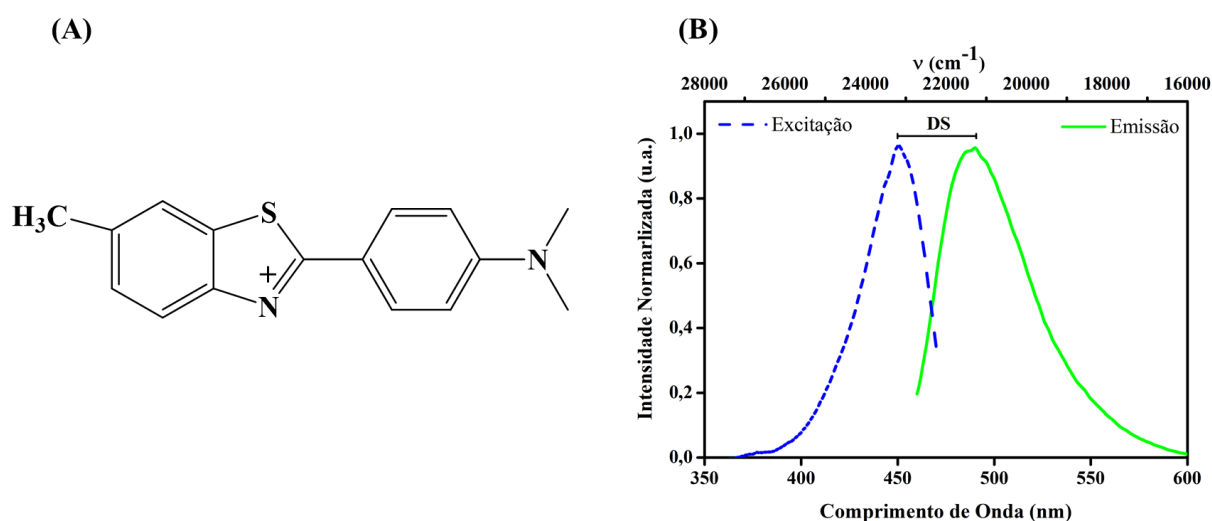 (A)
H3C
S
+
N
N
(B)
ν (cm-1)
28000 26000 24000 22000 20000 18000 16000
Excitação
DS
Emissão
Intensidade Normarlizada (u.a.)
1,0
0,8
0,6
0,4
0,2
0,0
350 400 450 500 550 600
Comprimento de Onda (nm)